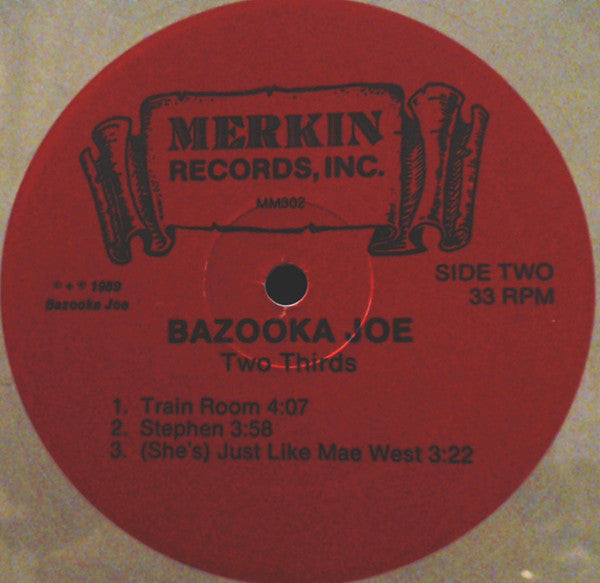 MERKIN
RECORDS, INC.
MM902
SIDE TWO
33 RPM
© + ℗ 1989
Bazooka Joe
BAZOOKA JOE
Two Thirds
1. Train Room 4:07
2. Stephen 3:58
3. (She's) Just Like Mae West 3:22